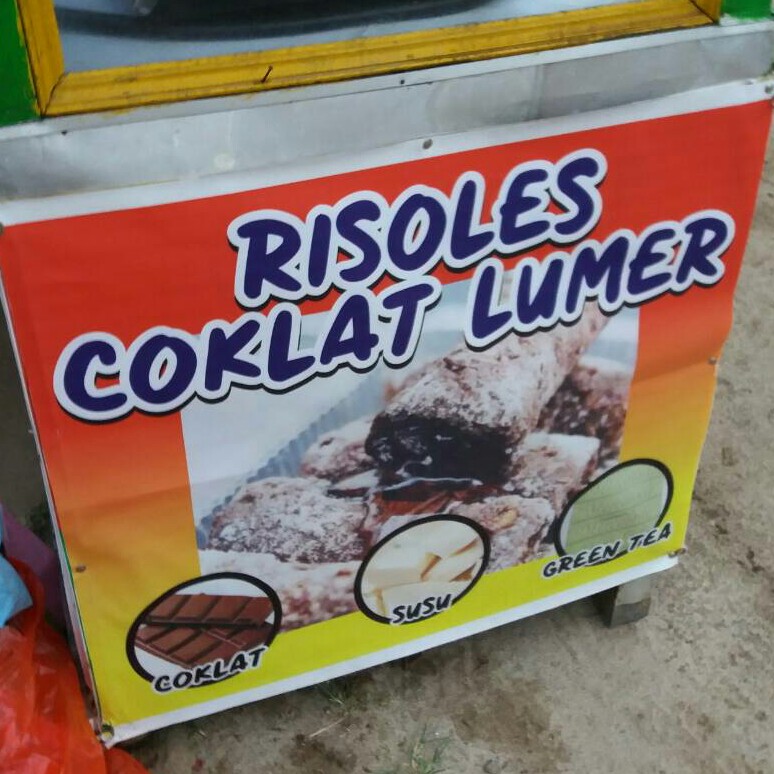 RISOLES
COKLAT LUMER
COKLAT
SUSU
GREEN TEA